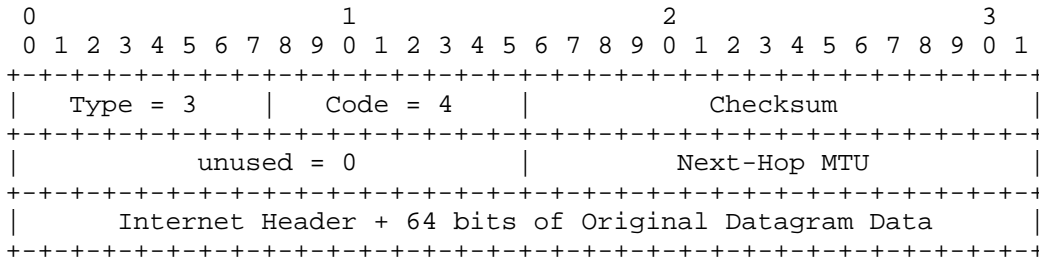 0                   1                   2                   3
 0 1 2 3 4 5 6 7 8 9 0 1 2 3 4 5 6 7 8 9 0 1 2 3 4 5 6 7 8 9 0 1
+-+-+-+-+-+-+-+-+-+-+-+-+-+-+-+-+-+-+-+-+-+-+-+-+-+-+-+-+-+-+-+-+
|   Type = 3    |   Code = 4    |           Checksum            |
+-+-+-+-+-+-+-+-+-+-+-+-+-+-+-+-+-+-+-+-+-+-+-+-+-+-+-+-+-+-+-+-+
|           unused = 0          |         Next-Hop MTU          |
+-+-+-+-+-+-+-+-+-+-+-+-+-+-+-+-+-+-+-+-+-+-+-+-+-+-+-+-+-+-+-+-+
|      Internet Header + 64 bits of Original Datagram Data      |
+-+-+-+-+-+-+-+-+-+-+-+-+-+-+-+-+-+-+-+-+-+-+-+-+-+-+-+-+-+-+-+-+